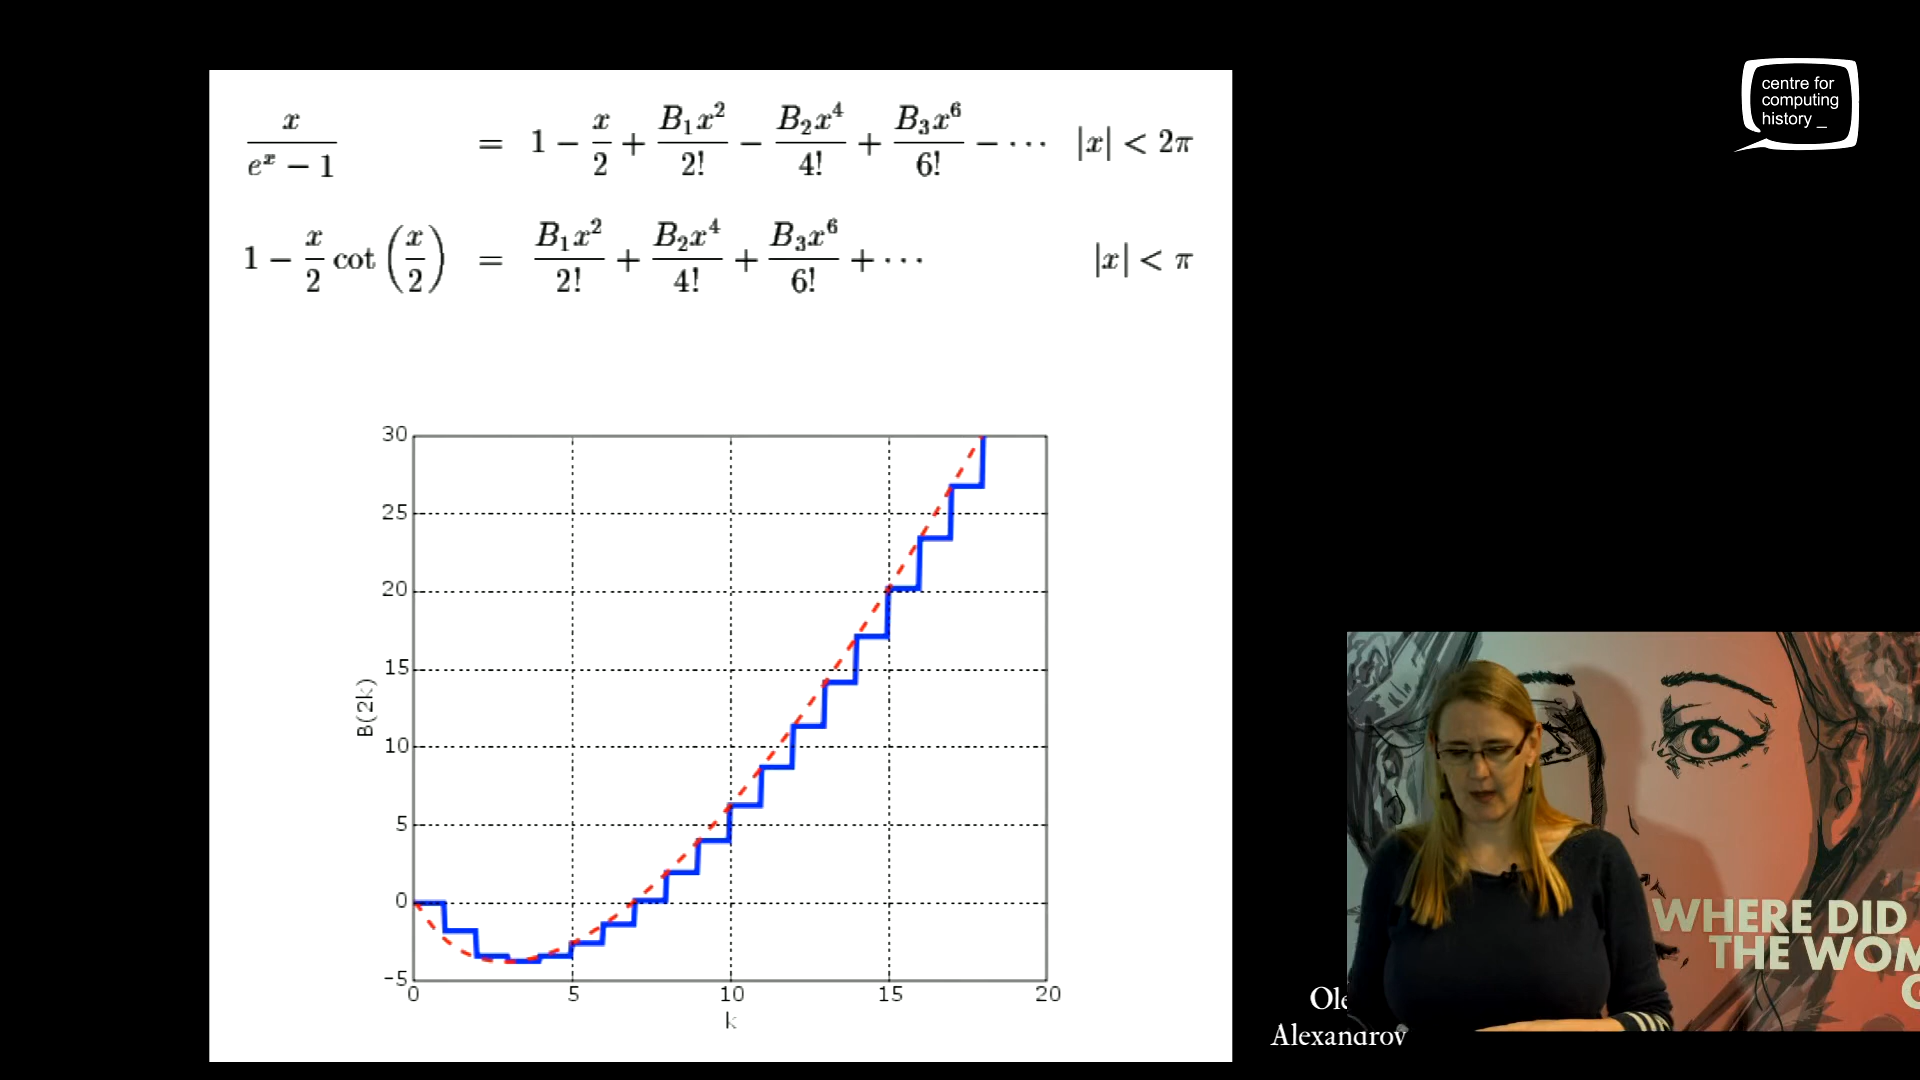 centre for
computing
history _
x / (e^x − 1) = 1 − x/2 + B₁x²/2! − B₂x⁴/4! + B₃x⁶/6! − ··· |x| < 2π
1 − x/2 cot (x/2) = B₁x²/2! + B₂x⁴/4! + B₃x⁶/6! + ··· |x| < π
30
25
20
15
10
5
0
−5
B(2k)
0 5 10 15 20
k
WHERE DID
THE WOM
Ole
Alexandrov